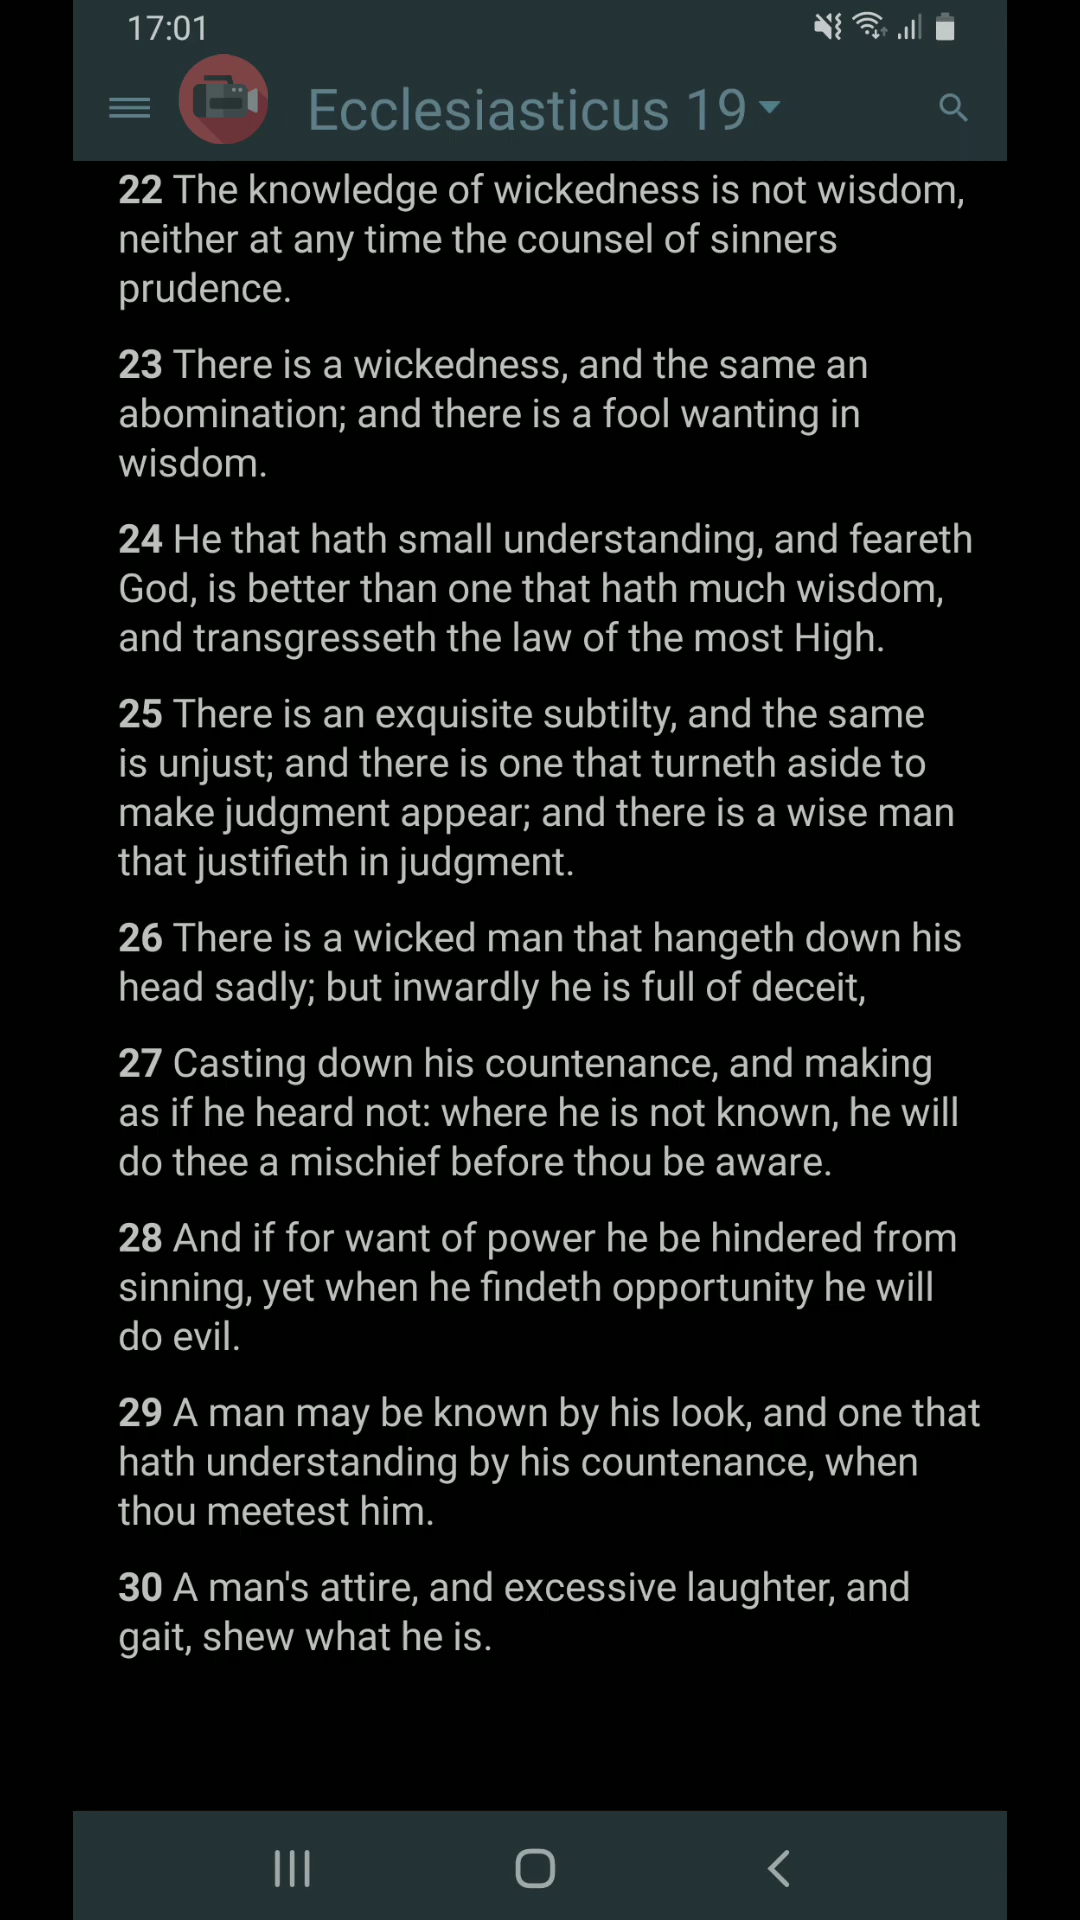 17:01
Ecclesiasticus 19
22 The knowledge of wickedness is not wisdom,
neither at any time the counsel of sinners
prudence.
23 There is a wickedness, and the same an
abomination; and there is a fool wanting in
wisdom.
24 He that hath small understanding, and feareth
God, is better than one that hath much wisdom,
and transgresseth the law of the most High.
25 There is an exquisite subtilty, and the same
is unjust; and there is one that turneth aside to
make judgment appear; and there is a wise man
that justifieth in judgment.
26 There is a wicked man that hangeth down his
head sadly; but inwardly he is full of deceit,
27 Casting down his countenance, and making
as if he heard not: where he is not known, he will
do thee a mischief before thou be aware.
28 And if for want of power he be hindered from
sinning, yet when he findeth opportunity he will
do evil.
29 A man may be known by his look, and one that
hath understanding by his countenance, when
thou meetest him.
30 A man's attire, and excessive laughter, and
gait, shew what he is.